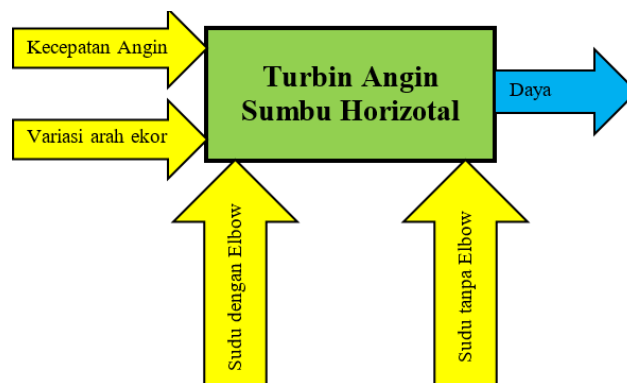 Kecepatan Angin
Variasi arah ekor
Turbin Angin
Sumbu Horizotal
Daya
Sudu dengan Elbow
Sudu tanpa Elbow